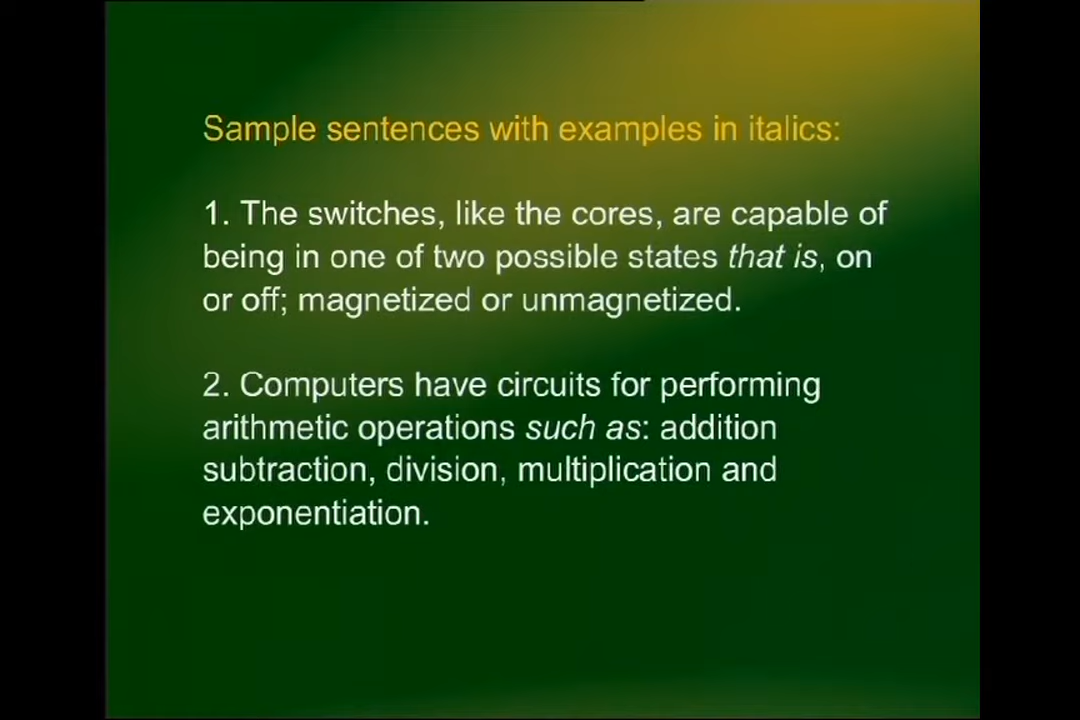 Sample sentences with examples in italics:
1. The switches, like the cores, are capable of
being in one of two possible states that is, on
or off; magnetized or unmagnetized.
2. Computers have circuits for performing
arithmetic operations such as: addition
subtraction, division, multiplication and
exponentiation.